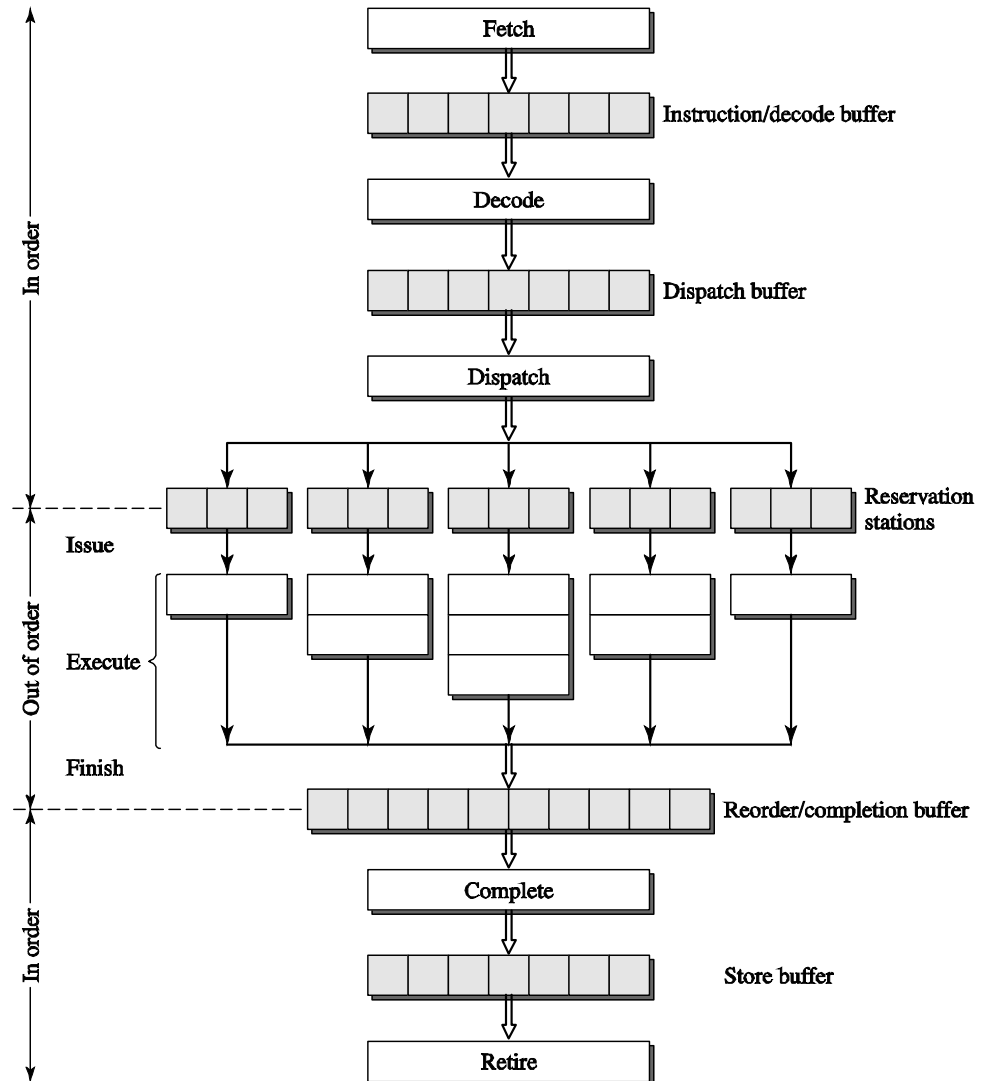 Fetch
Instruction/decode buffer
Decode
In order
Dispatch buffer
Dispatch
Reservation
stations
Issue
Out of order
Execute
Finish
Reorder/completion buffer
Complete
In order
Store buffer
Retire